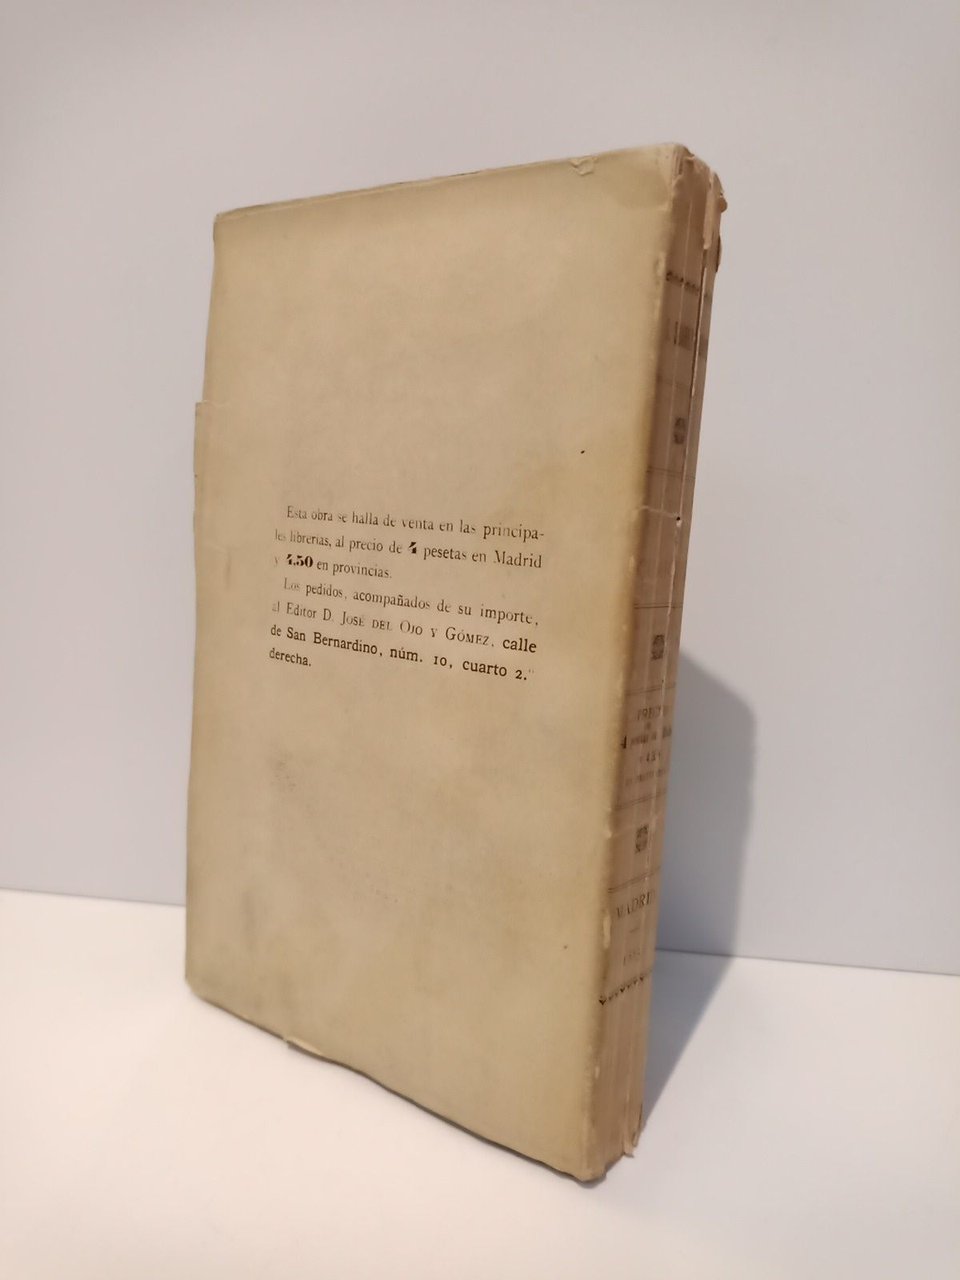 Esta obra se halla de venta en las principa-
les librerías, al precio de 4 pesetas en Madrid
y 4,50 en provincias.
Los pedidos, acompañados de su importe,
al Editor D. José del Ojo y Gómez, calle
de San Bernardino, núm. 10, cuarto 2.º
derecha.
4
MADRID